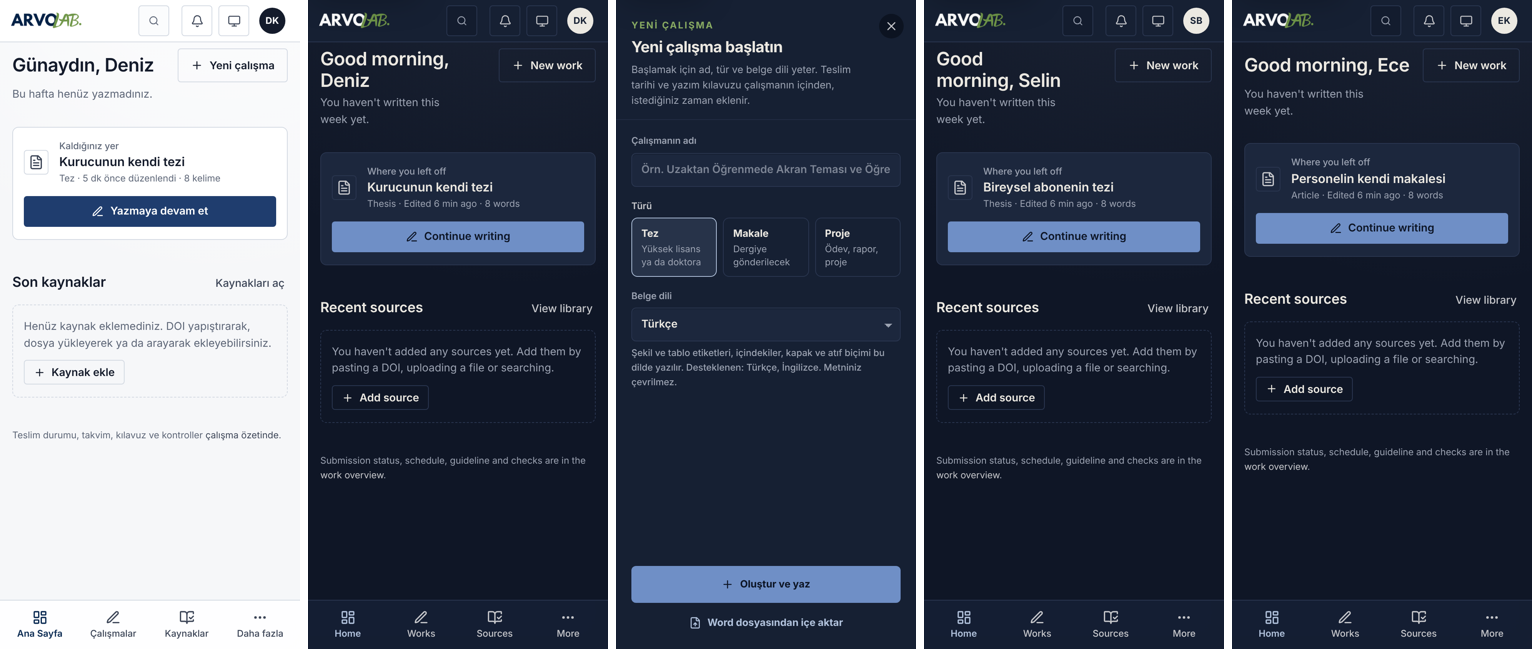 ARVOLAB.
DK
Günaydın, Deniz
Yeni çalışma
Bu hafta henüz yazmadınız.
Kaldığınız yer
Kurucunun kendi tezi
Tez · 5 dk önce düzenlendi · 8 kelime
Yazmaya devam et
Son kaynaklar
Kaynakları aç
Henüz kaynak eklemediniz. DOI yapıştırarak,
dosya yükleyerek ya da arayarak ekleyebilirsiniz.
Kaynak ekle
Teslim durumu, takvim, kılavuz ve kontroller çalışma özetinde.
Ana Sayfa
Çalışmalar
Kaynaklar
Daha fazla
ARVOLAB.
DK
Good morning,
Deniz
New work
You haven't written this
week yet.
Where you left off
Kurucunun kendi tezi
Thesis · Edited 6 min ago · 8 words
Continue writing
Recent sources
View library
You haven't added any sources yet. Add them by
pasting a DOI, uploading a file or searching.
Add source
Submission status, schedule, guideline and checks are in the
work overview.
Home
Works
Sources
More
YENİ ÇALIŞMA
Yeni çalışma başlatın
Başlamak için ad, tür ve belge dili yeter. Teslim
tarihi ve yazım kılavuzu çalışmanın içinden,
istediğiniz zaman eklenir.
Çalışmanın adı
Örn. Uzaktan Öğrenmede Akran Teması ve Öğre
Türü
Tez
Yüksek lisans
ya da doktora
Makale
Dergiye
gönderilecek
Proje
Ödev, rapor,
proje
Belge dili
Türkçe
Şekil ve tablo etiketleri, içindekiler, kapak ve atıf biçimi bu
dilde yazılır. Desteklenen: Türkçe, İngilizce. Metniniz
çevrilmez.
Oluştur ve yaz
Word dosyasından içe aktar
ARVOLAB.
SB
Good
morning, Selin
New work
You haven't written this
week yet.
Where you left off
Bireysel abonenin tezi
Thesis · Edited 6 min ago · 8 words
Continue writing
Recent sources
View library
You haven't added any sources yet. Add them by
pasting a DOI, uploading a file or searching.
Add source
Submission status, schedule, guideline and checks are in the
work overview.
Home
Works
Sources
More
ARVOLAB.
EK
Good morning, Ece
New work
You haven't written this
week yet.
Where you left off
Personelin kendi makalesi
Article · Edited 6 min ago · 8 words
Continue writing
Recent sources
View library
You haven't added any sources yet. Add them by
pasting a DOI, uploading a file or searching.
Add source
Submission status, schedule, guideline and checks are in the
work overview.
Home
Works
Sources
More